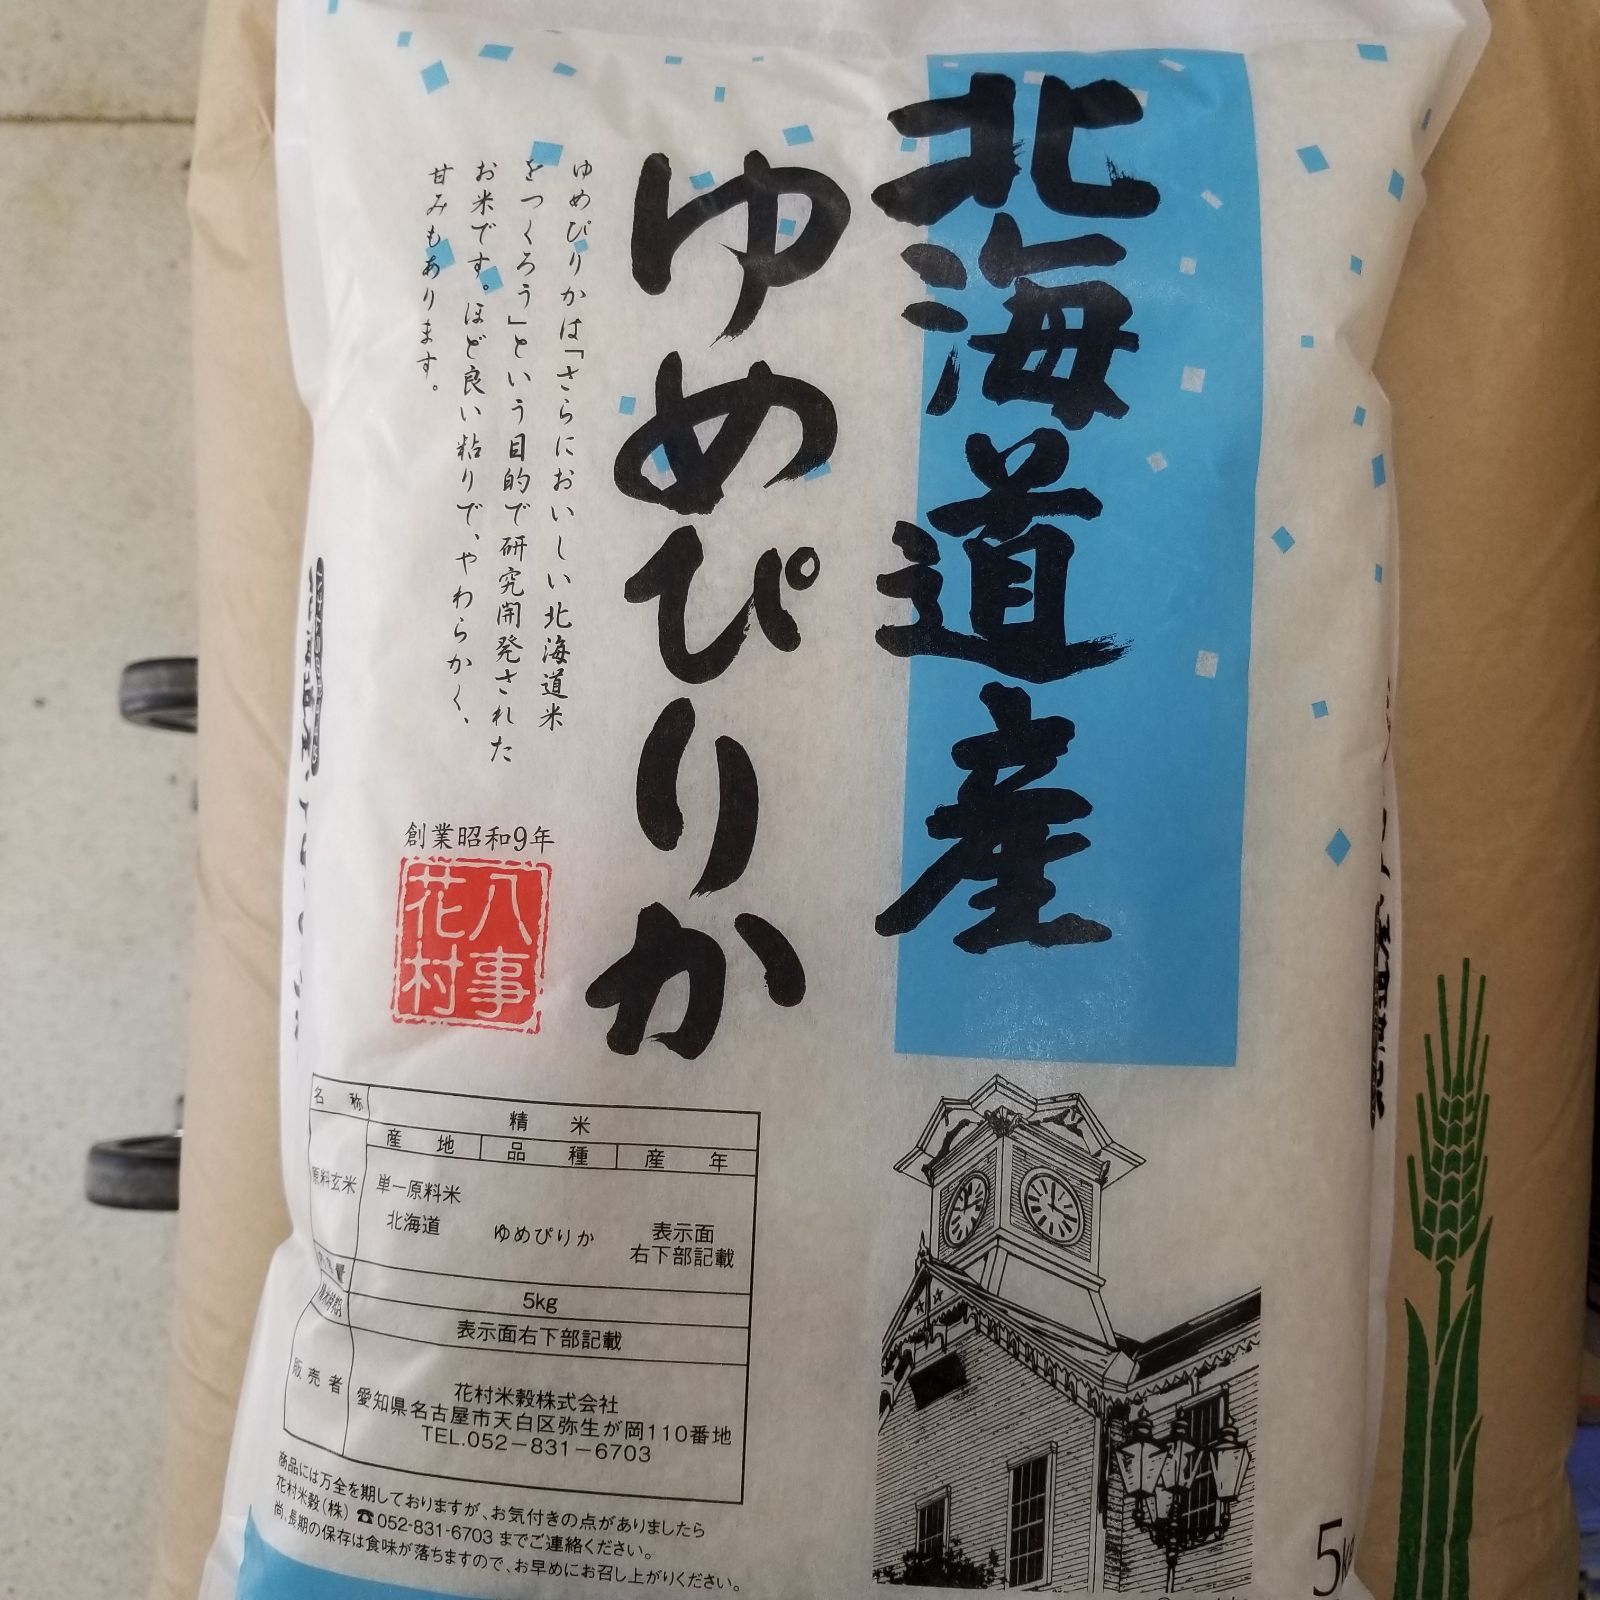 北海道産
ゆめぴりか
ゆめぴりかは「さらにおいしい北海道米
をつくろう」という目的で研究開発された
お米です。ほど良い粘りで、やわらかく、
甘みもあります。
創業昭和9年
八事
花村
名称
精米
産地 品種 産年
原料玄米
単一原料米
北海道 ゆめぴりか 表示面
右下部記載
5kg
表示面右下部記載
販売者
花村米穀株式会社
愛知県名古屋市天白区弥生が岡110番地
TEL.052-831-6703
商品には万全を期しておりますが、お気付きの点がありましたら
花村米穀(株)☎052-831-6703までご連絡ください。
尚、長期の保存は食味が落ちますので、お早めにお召し上がりください。